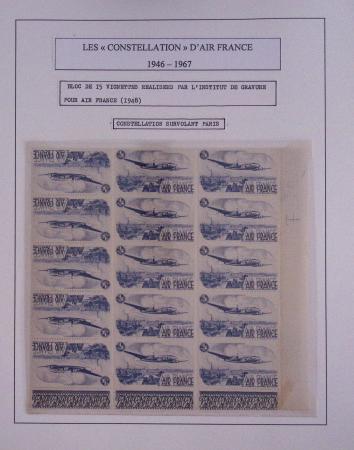 LES « CONSTELLATION » D'AIR FRANCE
1946 – 1967
BLOC DE 15 VIGNETTES REALISEES PAR L'INSTITUT DE GRAVURE
POUR AIR FRANCE (1948)
CONSTELLATION SURVOLANT PARIS
AIR FRANCE AIR FRANCE AIR FRANCE
AIR FRANCE AIR FRANCE AIR FRANCE
AIR FRANCE AIR FRANCE AIR FRANCE
AIR FRANCE AIR FRANCE AIR FRANCE
AIR FRANCE AIR FRANCE AIR FRANCE